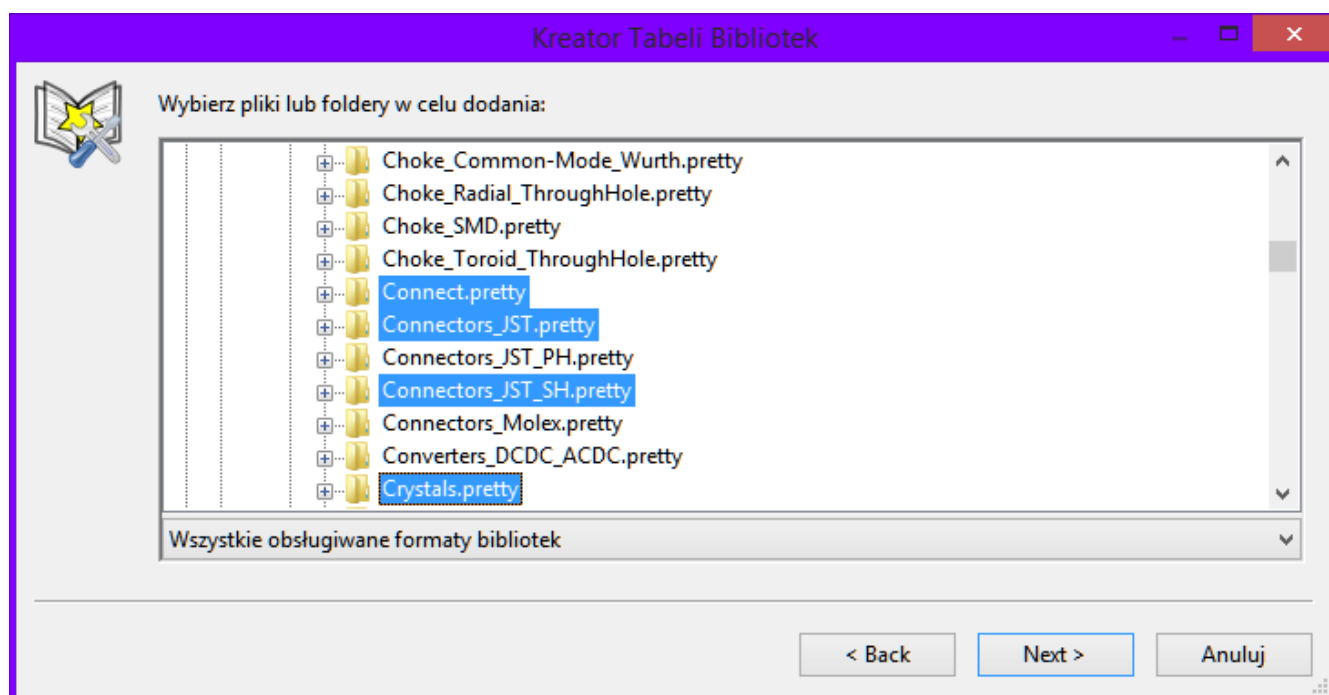 Kreator Tabeli Bibliotek
Wybierz pliki lub foldery w celu dodania:
Choke_Common-Mode_Wurth.pretty
Choke_Radial_ThroughHole.pretty
Choke_SMD.pretty
Choke_Toroid_ThroughHole.pretty
Connect.pretty
Connectors_JST.pretty
Connectors_JST_PH.pretty
Connectors_JST_SH.pretty
Connectors_Molex.pretty
Converters_DCDC_ACDC.pretty
Crystals.pretty
Wszystkie obsługiwane formaty bibliotek
< Back Next > Anuluj